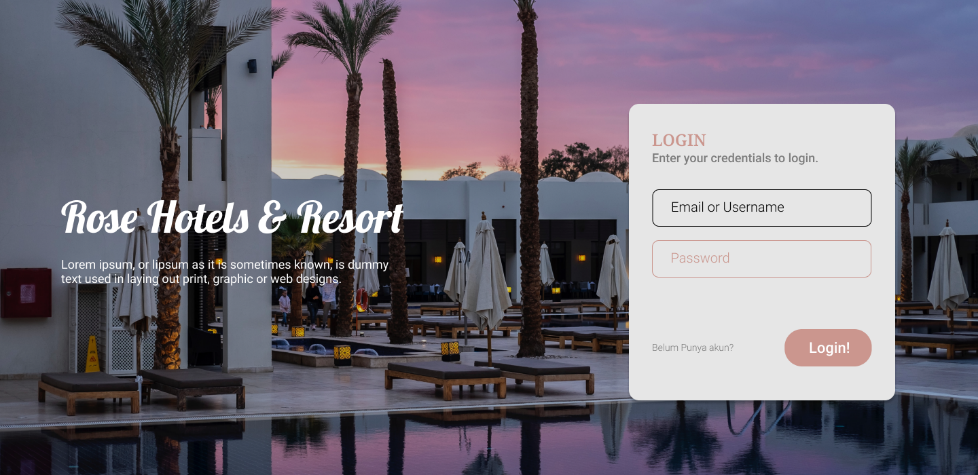 Rose Hotels & Resort
Lorem ipsum, or lipsum as it is sometimes known, is dummy
text used in laying out print, graphic or web designs.
LOGIN
Enter your credentials to login.
Email or Username
Password
Belum Punya akun?
Login!